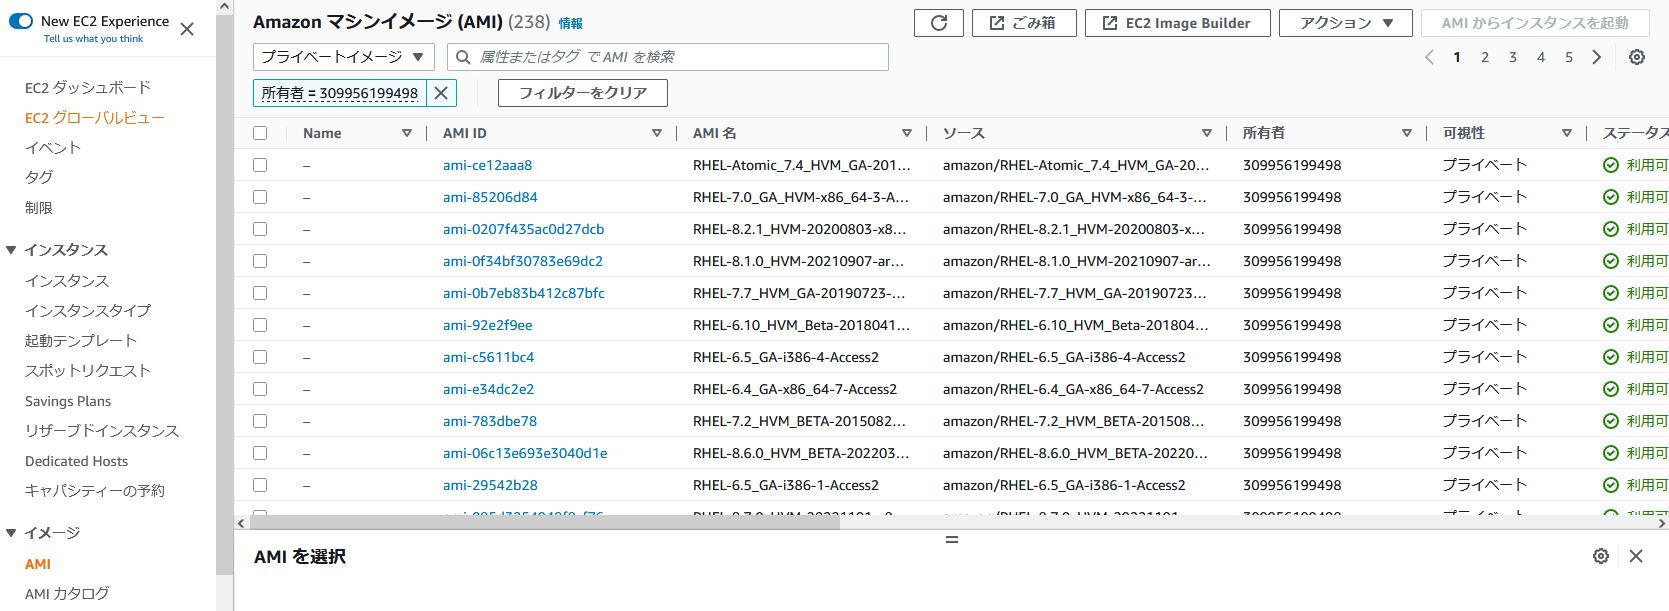 New EC2 Experience
Tell us what you think
EC2 ダッシュボード
EC2 グローバルビュー
イベント
タグ
制限
インスタンス
インスタンス
インスタンスタイプ
起動テンプレート
スポットリクエスト
Savings Plans
リザーブドインスタンス
Dedicated Hosts
キャパシティーの予約
イメージ
AMI
AMI カタログ
Amazon マシンイメージ (AMI) (238) 情報
ごみ箱 EC2 Image Builder アクション AMI からインスタンスを起動
プライベートイメージ 属性またはタグ で AMI を検索 1 2 3 4 5
所有者 = 309956199498 フィルターをクリア
Name AMI ID AMI 名 ソース 所有者 可視性 ステータス
– ami-ce12aaa8 RHEL-Atomic_7.4_HVM_GA-201... amazon/RHEL-Atomic_7.4_HVM_GA-20... 309956199498 プライベート 利用可
– ami-85206d84 RHEL-7.0_GA_HVM-x86_64-3-A... amazon/RHEL-7.0_GA_HVM-x86_64-3-... 309956199498 プライベート 利用可
– ami-0207f435ac0d27dcb RHEL-8.2.1_HVM-20200803-x8... amazon/RHEL-8.2.1_HVM-20200803-x... 309956199498 プライベート 利用可
– ami-0f34bf30783e69dc2 RHEL-8.1.0_HVM-20210907-ar... amazon/RHEL-8.1.0_HVM-20210907-ar... 309956199498 プライベート 利用可
– ami-0b7eb83b412c87bfc RHEL-7.7_HVM_GA-20190723-... amazon/RHEL-7.7_HVM_GA-20190723... 309956199498 プライベート 利用可
– ami-92e2f9ee RHEL-6.10_HVM_Beta-2018041... amazon/RHEL-6.10_HVM_Beta-201804... 309956199498 プライベート 利用可
– ami-c5611bc4 RHEL-6.5_GA-i386-4-Access2 amazon/RHEL-6.5_GA-i386-4-Access2 309956199498 プライベート 利用可
– ami-e34dc2e2 RHEL-6.4_GA-x86_64-7-Access2 amazon/RHEL-6.4_GA-x86_64-7-Access2 309956199498 プライベート 利用可
– ami-783dbe78 RHEL-7.2_HVM_BETA-2015082... amazon/RHEL-7.2_HVM_BETA-201508... 309956199498 プライベート 利用可
– ami-06c13e693e3040d1e RHEL-8.6.0_HVM_BETA-202203... amazon/RHEL-8.6.0_HVM_BETA-20220... 309956199498 プライベート 利用可
– ami-29542b28 RHEL-6.5_GA-i386-1-Access2 amazon/RHEL-6.5_GA-i386-1-Access2 309956199498 プライベート 利用可
AMI を選択